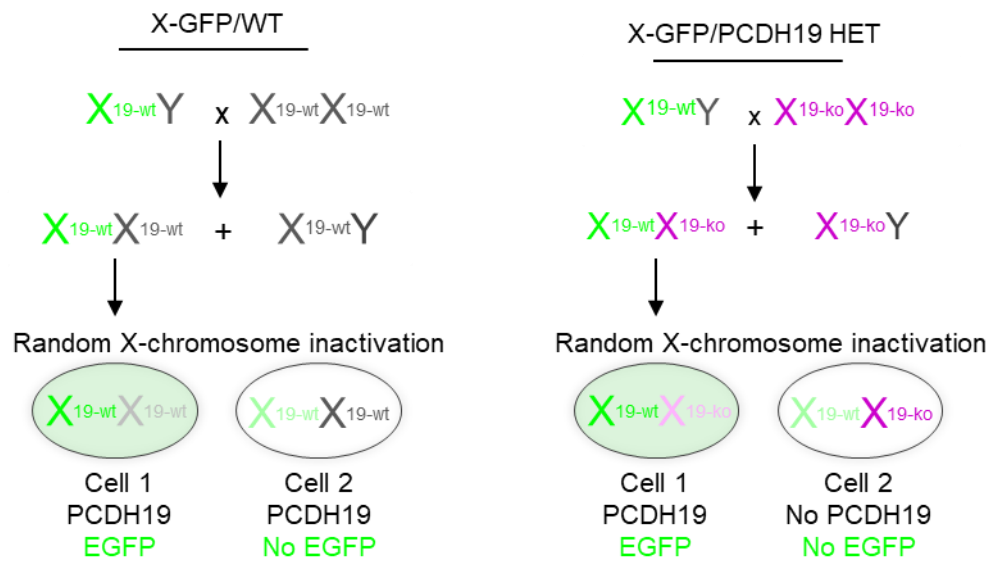 X-GFP/WT
X19-wtY x X19-wtX19-wt
X19-wtX19-wt + X19-wtY
Random X-chromosome inactivation
X19-wtX19-wt X19-wtX19-wt
Cell 1 Cell 2
PCDH19 PCDH19
EGFP No EGFP
X-GFP/PCDH19 HET
X19-wtY x X19-koX19-ko
X19-wtX19-ko + X19-koY
Random X-chromosome inactivation
X19-wtX19-ko X19-wtX19-ko
Cell 1 Cell 2
PCDH19 No PCDH19
EGFP No EGFP